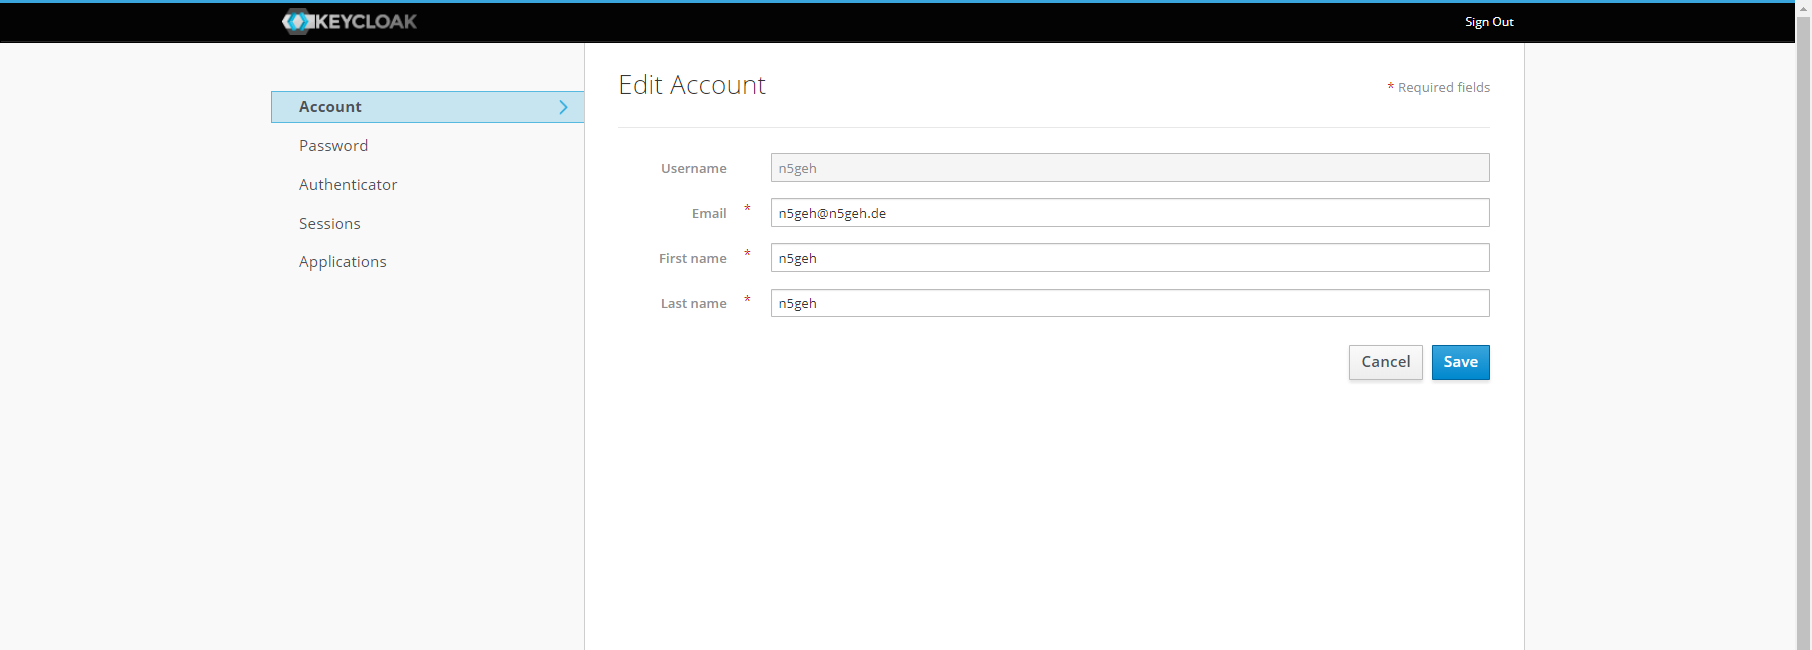 KEYCLOAK
Sign Out
Account
Password
Authenticator
Sessions
Applications
Edit Account
* Required fields
Username n5geh
Email * n5geh@n5geh.de
First name * n5geh
Last name * n5geh
Cancel Save